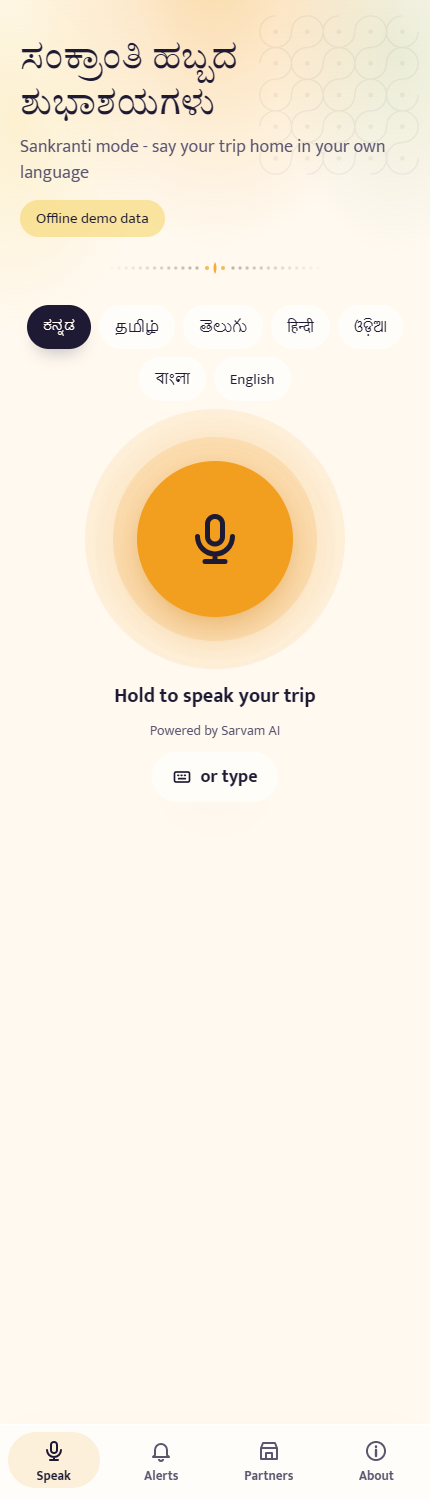 ಸಂಕ್ರಾಂತಿ ಹಬ್ಬದ
ಶುಭಾಶಯಗಳು
Sankranti mode - say your trip home in your own
language
Offline demo data
ಕನ್ನಡ தமிழ் తెలుగు हिन्दी ଓଡ଼ିଆ
বাংলা English
Hold to speak your trip
Powered by Sarvam AI
or type
Speak Alerts Partners About